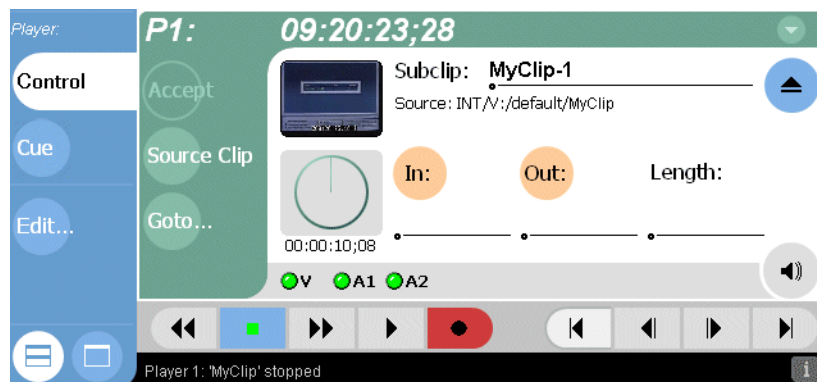 Player:
P1: 09:20:23;28
Control
Accept
Subclip: MyClip-1
Source: INT/V:/default/MyClip
Cue
Source Clip
In: Out: Length:
Edit...
Goto...
00:00:10;08
V A1 A2
Player 1: 'MyClip' stopped
i